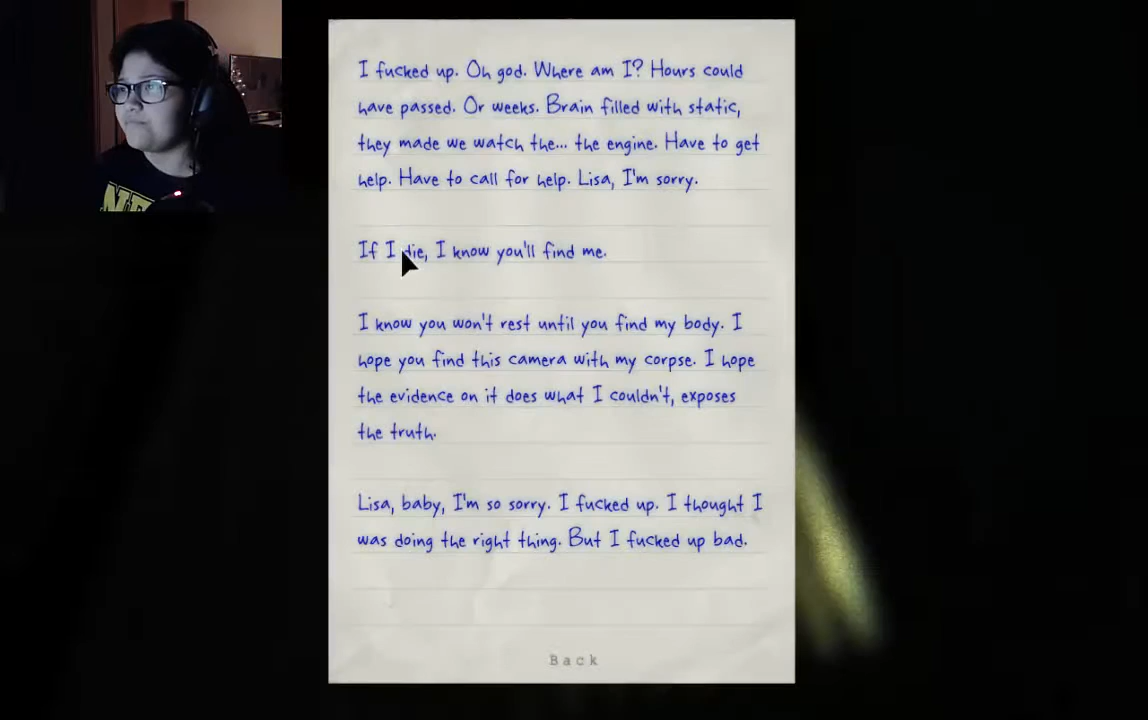 I fucked up. Oh god. Where am I? Hours could
have passed. Or weeks. Brain filled with static,
they made we watch the... the engine. Have to get
help. Have to call for help. Lisa, I'm sorry.
If I die, I know you'll find me.
I know you won't rest until you find my body. I
hope you find this camera with my corpse. I hope
the evidence on it does what I couldn't, exposes
the truth.
Lisa, baby, I'm so sorry. I fucked up. I thought I
was doing the right thing. But I fucked up bad.
Back